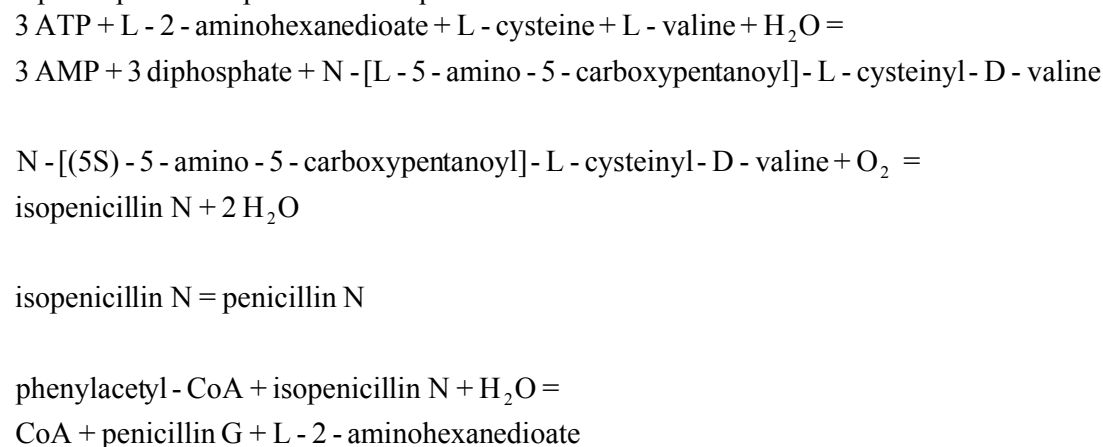 3 ATP + L - 2 - aminohexanedioate + L - cysteine + L - valine + H₂O =
3 AMP + 3 diphosphate + N - [L - 5 - amino - 5 - carboxypentanoyl] - L - cysteinyl - D - valine
N - [(5S) - 5 - amino - 5 - carboxypentanoyl] - L - cysteinyl - D - valine + O₂ =
isopenicillin N + 2 H₂O
isopenicillin N = penicillin N
phenylacetyl - CoA + isopenicillin N + H₂O =
CoA + penicillin G + L - 2 - aminohexanedioate